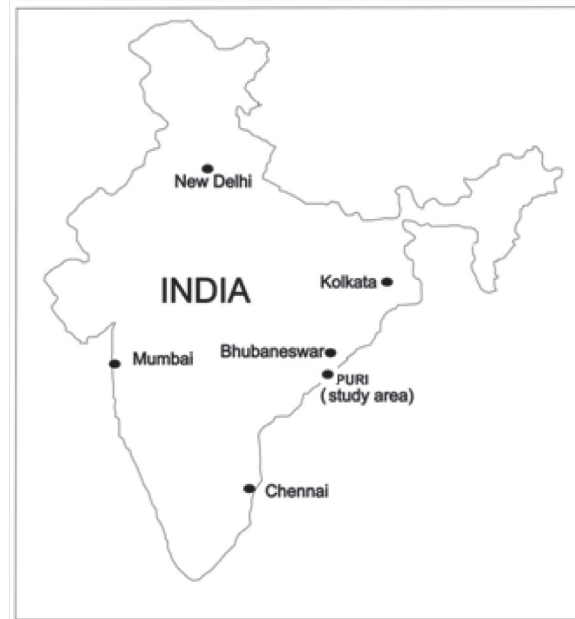 New Delhi
Kolkata
INDIA
Bhubaneswar
Mumbai
PURI
(study area)
Chennai